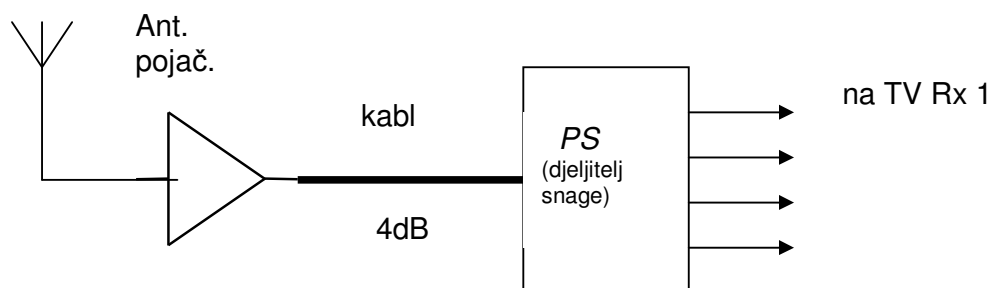 Ant.
pojač.
kabl
4dB
PS
(djeljitelj
snage)
na TV Rx 1